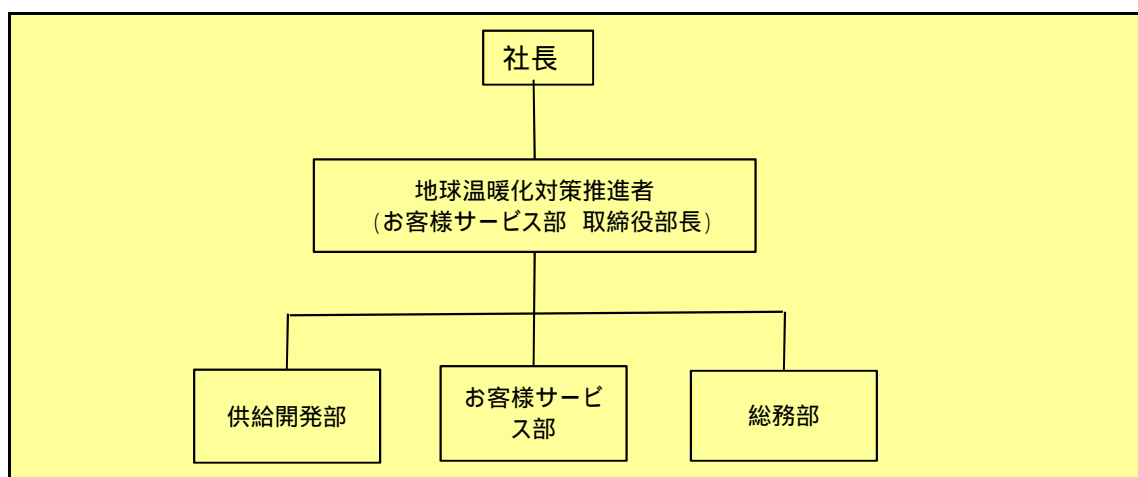 社長
地球温暖化対策推進者
(お客様サービス部 取締役部長)
供給開発部
お客様サービ
ス部
総務部